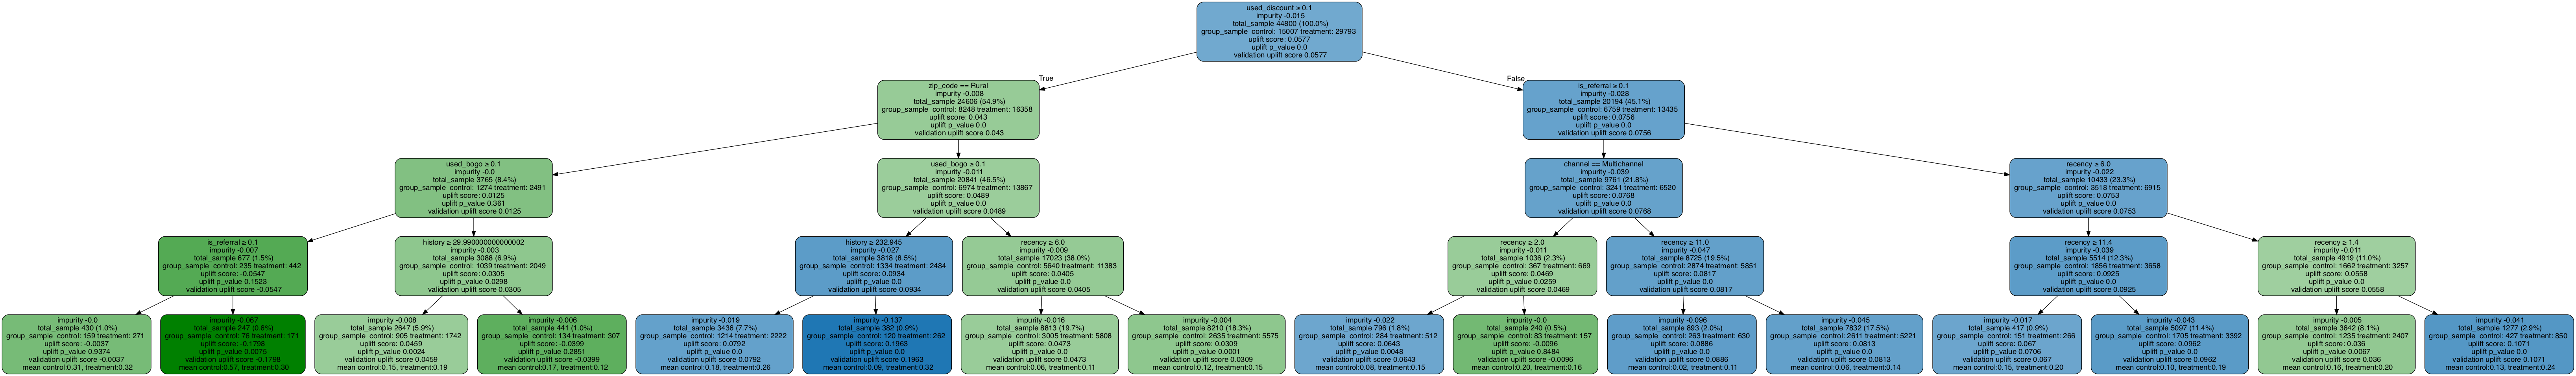 used_discount ≥ 0.1
impurity -0.015
total_sample 44800 (100.0%)
group_sample control: 15007 treatment: 29793
uplift score: 0.0577
uplift p_value 0.0
validation uplift score 0.0577
True
False
zip_code == Rural
impurity -0.008
total_sample 24606 (54.9%)
group_sample control: 8248 treatment: 16358
uplift score: 0.043
uplift p_value 0.0
validation uplift score 0.043
is_referral ≥ 0.1
impurity -0.028
total_sample 20194 (45.1%)
group_sample control: 6759 treatment: 13435
uplift score: 0.0756
uplift p_value 0.0
validation uplift score 0.0756
used_bogo ≥ 0.1
impurity -0.0
total_sample 3765 (8.4%)
group_sample control: 1274 treatment: 2491
uplift score: 0.0125
uplift p_value 0.361
validation uplift score 0.0125
used_bogo ≥ 0.1
impurity -0.011
total_sample 20841 (46.5%)
group_sample control: 6974 treatment: 13867
uplift score: 0.0489
uplift p_value 0.0
validation uplift score 0.0489
channel == Multichannel
impurity -0.039
total_sample 9761 (21.8%)
group_sample control: 3241 treatment: 6520
uplift score: 0.0768
uplift p_value 0.0
validation uplift score 0.0768
recency ≥ 6.0
impurity -0.022
total_sample 10433 (23.3%)
group_sample control: 3518 treatment: 6915
uplift score: 0.0753
uplift p_value 0.0
validation uplift score 0.0753
is_referral ≥ 0.1
impurity -0.007
total_sample 677 (1.5%)
group_sample control: 235 treatment: 442
uplift score: -0.0547
uplift p_value 0.1523
validation uplift score -0.0547
history ≥ 29.990000000000002
impurity -0.003
total_sample 3088 (6.9%)
group_sample control: 1039 treatment: 2049
uplift score: 0.0305
uplift p_value 0.0298
validation uplift score 0.0305
history ≥ 232.945
impurity -0.027
total_sample 3818 (8.5%)
group_sample control: 1334 treatment: 2484
uplift score: 0.0934
uplift p_value 0.0
validation uplift score 0.0934
recency ≥ 6.0
impurity -0.009
total_sample 17023 (38.0%)
group_sample control: 5640 treatment: 11383
uplift score: 0.0405
uplift p_value 0.0
validation uplift score 0.0405
recency ≥ 2.0
impurity -0.011
total_sample 1036 (2.3%)
group_sample control: 367 treatment: 669
uplift score: 0.0469
uplift p_value 0.0259
validation uplift score 0.0469
recency ≥ 11.0
impurity -0.047
total_sample 8725 (19.5%)
group_sample control: 2874 treatment: 5851
uplift score: 0.0817
uplift p_value 0.0
validation uplift score 0.0817
recency ≥ 11.4
impurity -0.039
total_sample 5514 (12.3%)
group_sample control: 1856 treatment: 3658
uplift score: 0.0925
uplift p_value 0.0
validation uplift score 0.0925
recency ≥ 1.4
impurity -0.011
total_sample 4919 (11.0%)
group_sample control: 1662 treatment: 3257
uplift score: 0.0558
uplift p_value 0.0
validation uplift score 0.0558
impurity -0.0
total_sample 430 (1.0%)
group_sample control: 159 treatment: 271
uplift score: -0.0037
uplift p_value 0.9374
validation uplift score -0.0037
mean control:0.31, treatment:0.32
impurity -0.067
total_sample 247 (0.6%)
group_sample control: 76 treatment: 171
uplift score: -0.1798
uplift p_value 0.0075
validation uplift score -0.1798
mean control:0.57, treatment:0.30
impurity -0.008
total_sample 2647 (5.9%)
group_sample control: 905 treatment: 1742
uplift score: 0.0459
uplift p_value 0.0024
validation uplift score 0.0459
mean control:0.15, treatment:0.19
impurity -0.006
total_sample 441 (1.0%)
group_sample control: 134 treatment: 307
uplift score: -0.0399
uplift p_value 0.2851
validation uplift score -0.0399
mean control:0.17, treatment:0.12
impurity -0.019
total_sample 3436 (7.7%)
group_sample control: 1214 treatment: 2222
uplift score: 0.0792
uplift p_value 0.0
validation uplift score 0.0792
mean control:0.18, treatment:0.26
impurity -0.137
total_sample 382 (0.9%)
group_sample control: 120 treatment: 262
uplift score: 0.1963
uplift p_value 0.0
validation uplift score 0.1963
mean control:0.09, treatment:0.32
impurity -0.016
total_sample 8813 (19.7%)
group_sample control: 3005 treatment: 5808
uplift score: 0.0473
uplift p_value 0.0
validation uplift score 0.0473
mean control:0.06, treatment:0.11
impurity -0.004
total_sample 8210 (18.3%)
group_sample control: 2635 treatment: 5575
uplift score: 0.0309
uplift p_value 0.0001
validation uplift score 0.0309
mean control:0.12, treatment:0.15
impurity -0.022
total_sample 796 (1.8%)
group_sample control: 284 treatment: 512
uplift score: 0.0643
uplift p_value 0.0048
validation uplift score 0.0643
mean control:0.08, treatment:0.15
impurity -0.0
total_sample 240 (0.5%)
group_sample control: 83 treatment: 157
uplift score: -0.0096
uplift p_value 0.8484
validation uplift score -0.0096
mean control:0.20, treatment:0.16
impurity -0.096
total_sample 893 (2.0%)
group_sample control: 263 treatment: 630
uplift score: 0.0886
uplift p_value 0.0
validation uplift score 0.0886
mean control:0.02, treatment:0.11
impurity -0.045
total_sample 7832 (17.5%)
group_sample control: 2611 treatment: 5221
uplift score: 0.0813
uplift p_value 0.0
validation uplift score 0.0813
mean control:0.06, treatment:0.14
impurity -0.017
total_sample 417 (0.9%)
group_sample control: 151 treatment: 266
uplift score: 0.067
uplift p_value 0.0706
validation uplift score 0.067
mean control:0.15, treatment:0.20
impurity -0.043
total_sample 5097 (11.4%)
group_sample control: 1705 treatment: 3392
uplift score: 0.0962
uplift p_value 0.0
validation uplift score 0.0962
mean control:0.10, treatment:0.19
impurity -0.005
total_sample 3642 (8.1%)
group_sample control: 1235 treatment: 2407
uplift score: 0.036
uplift p_value 0.0067
validation uplift score 0.036
mean control:0.16, treatment:0.20
impurity -0.041
total_sample 1277 (2.9%)
group_sample control: 427 treatment: 850
uplift score: 0.1071
uplift p_value 0.0
validation uplift score 0.1071
mean control:0.13, treatment:0.24